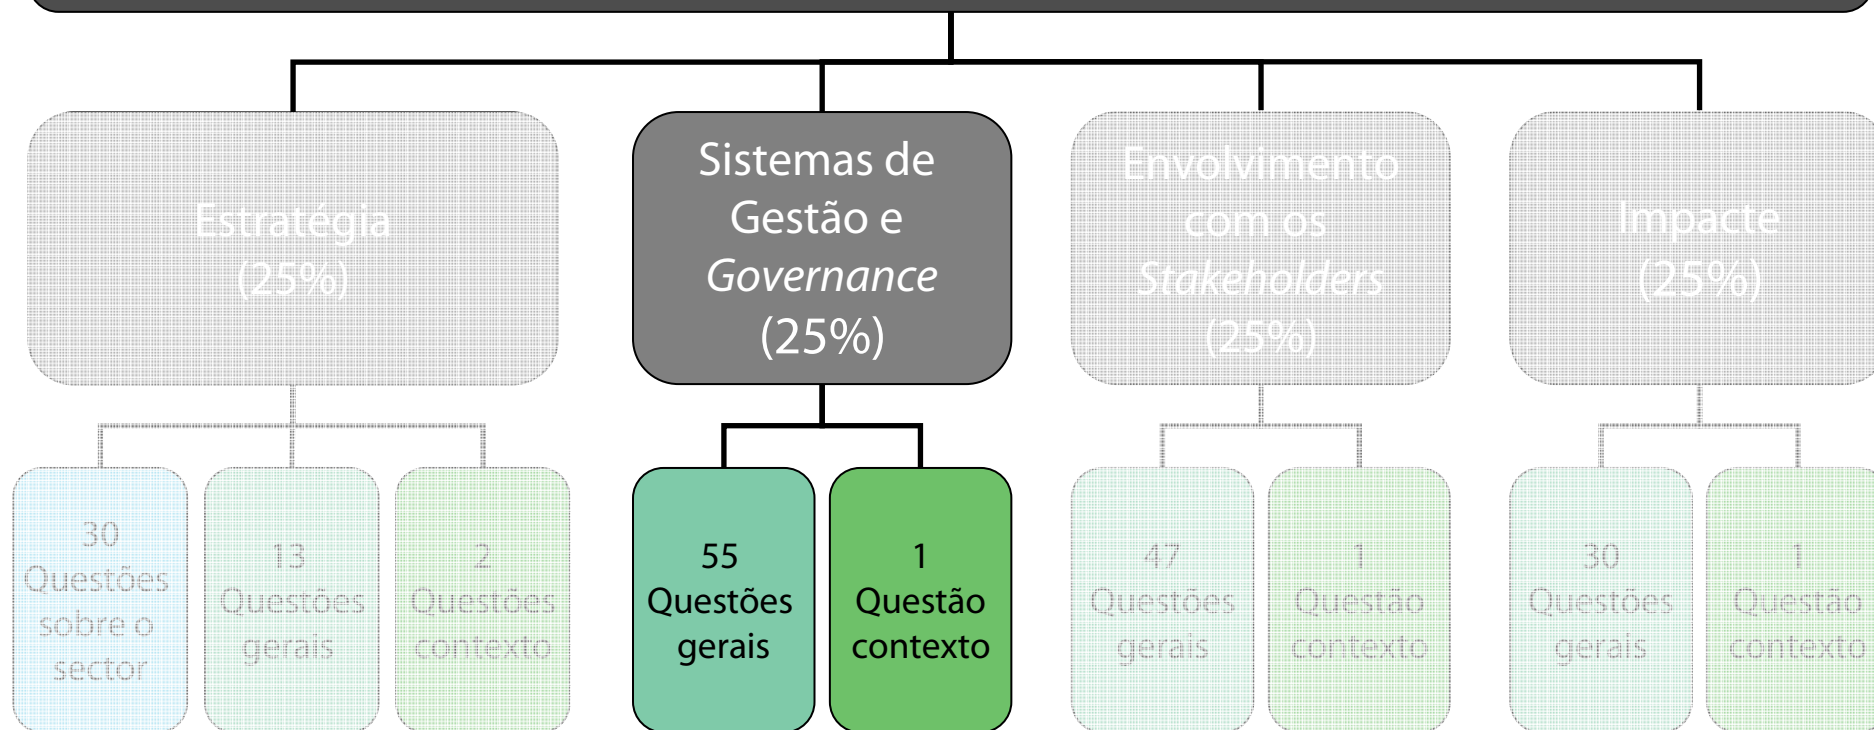 Estratégia
(25%)
Sistemas de
Gestão e
Governance
(25%)
Envolvimento
com os
Stakeholders
(25%)
Impacte
(25%)
30
Questões
sobre o
sector
13
Questões
gerais
2
Questões
contexto
55
Questões
gerais
1
Questão
contexto
47
Questões
gerais
1
Questão
contexto
30
Questões
gerais
1
Questão
contexto